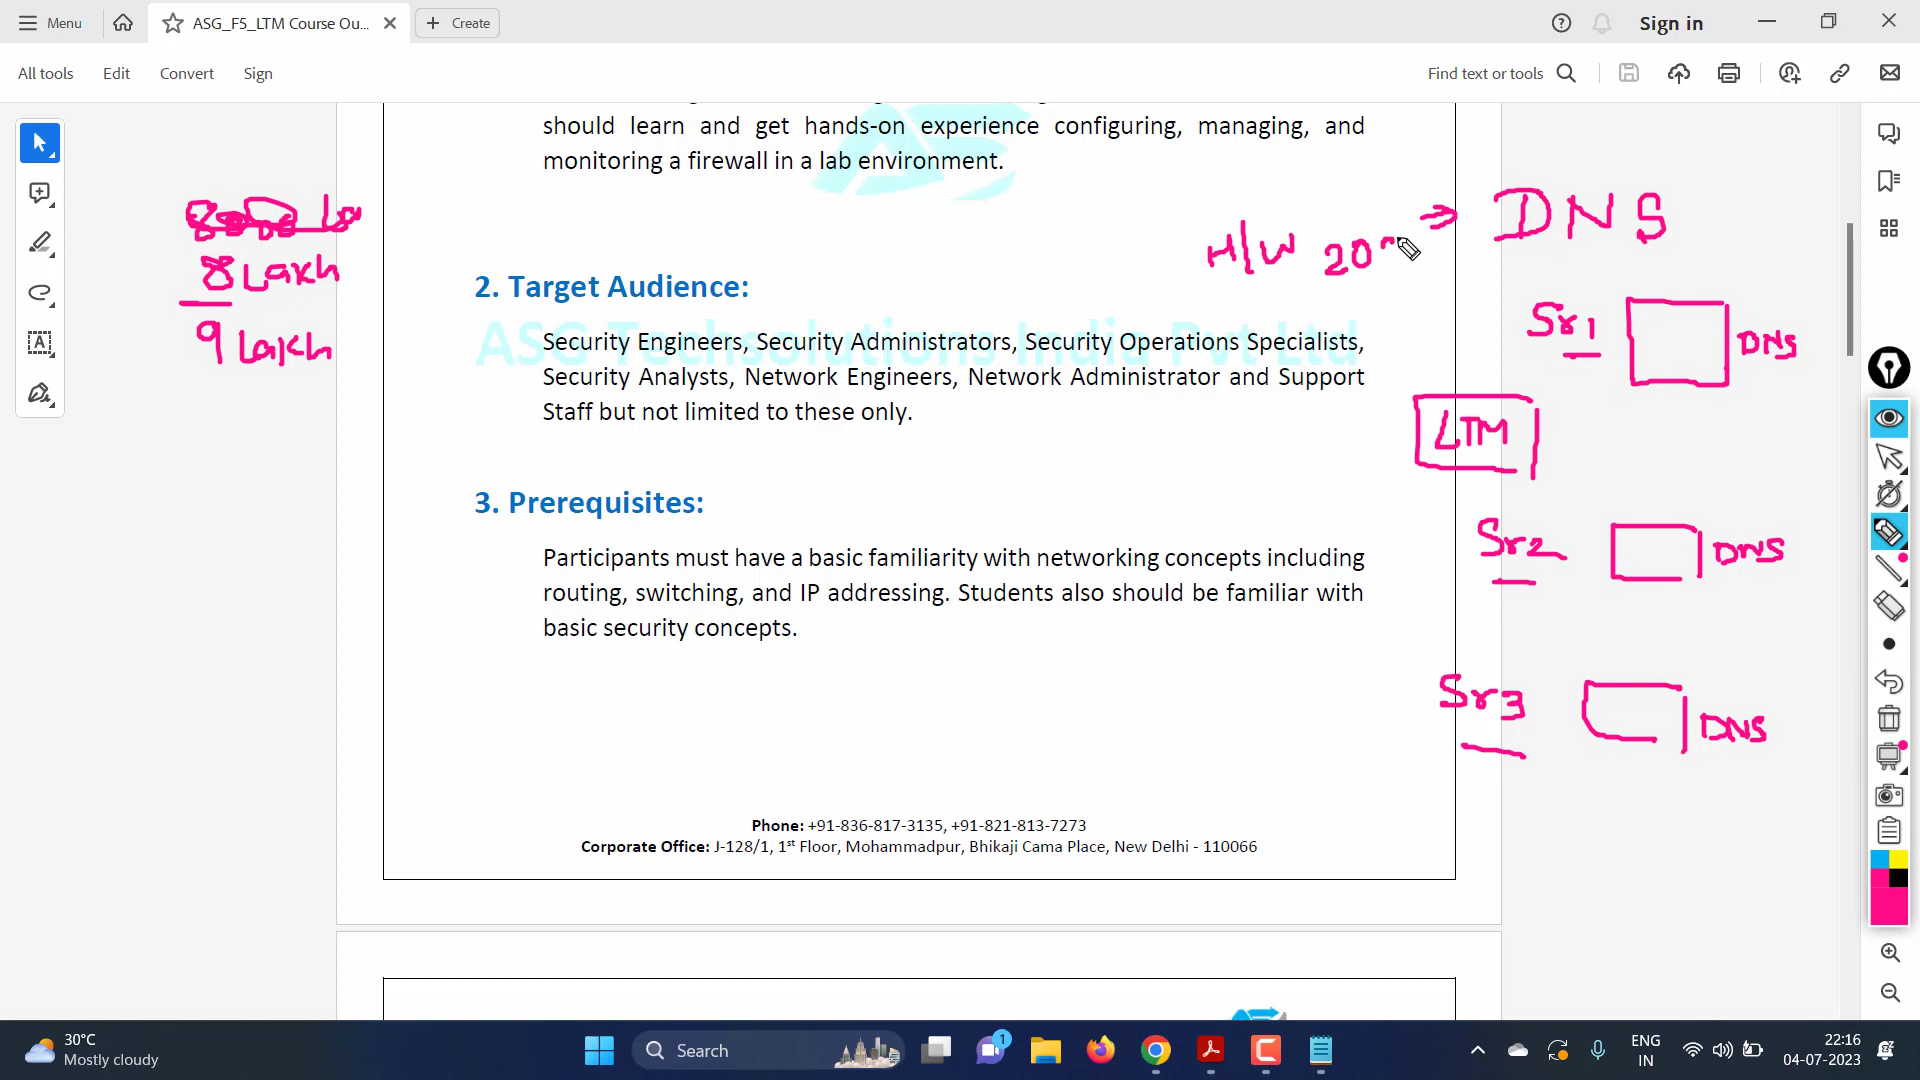 Menu
ASG_F5_LTM Course Ou...
Create
Sign in
All tools
Edit
Convert
Sign
Find text or tools
should learn and get hands-on experience configuring, managing, and
monitoring a firewall in a lab environment.
8 Lakh
9 Lakh
H/W 20
DNS
2. Target Audience:
ASG Techsolutions India Pvt Ltd
Security Engineers, Security Administrators, Security Operations Specialists,
Security Analysts, Network Engineers, Network Administrator and Support
Staff but not limited to these only.
Sr1
DNS
LTM
3. Prerequisites:
Sr2
DNS
Participants must have a basic familiarity with networking concepts including
routing, switching, and IP addressing. Students also should be familiar with
basic security concepts.
Sr3
DNS
Phone: +91-836-817-3135, +91-821-813-7273
Corporate Office: J-128/1, 1st Floor, Mohammadpur, Bhikaji Cama Place, New Delhi - 110066
30°C
Mostly cloudy
Search
1
ENG
IN
22:16
04-07-2023